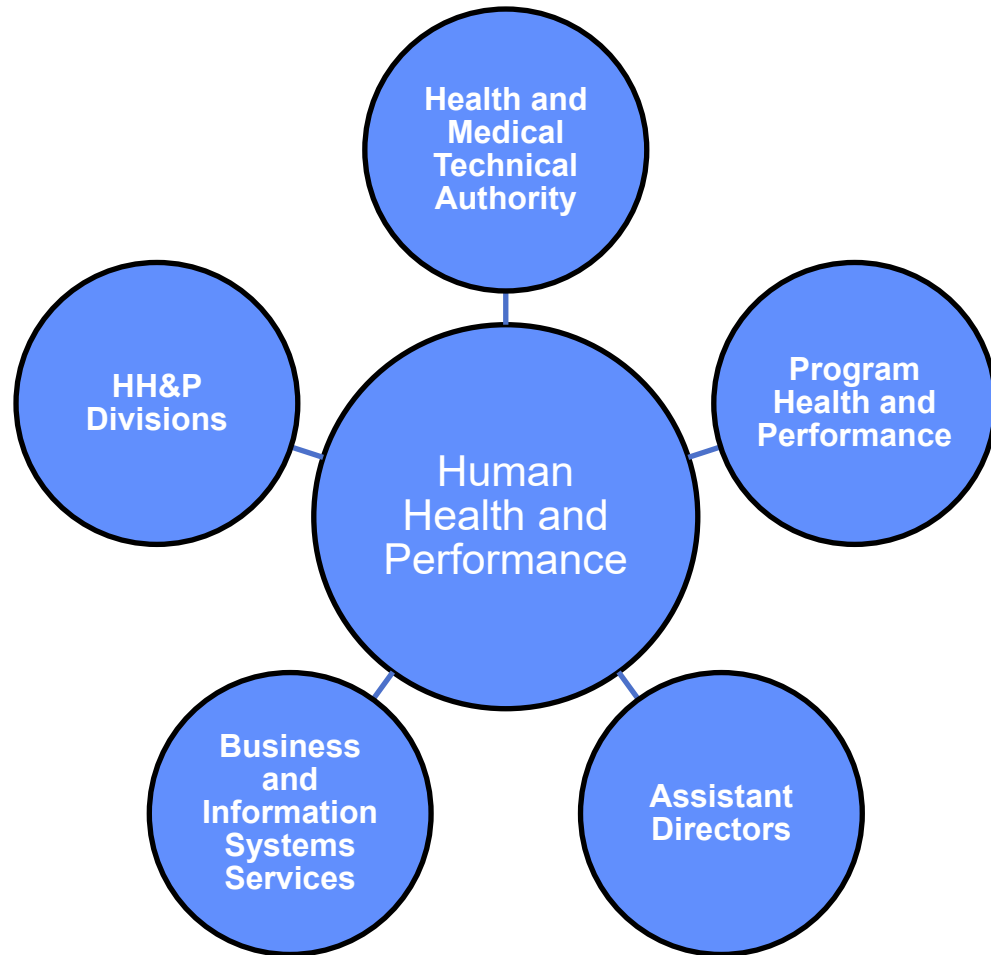 Health and
Medical
Technical
Authority
HH&P
Divisions
Program
Health and
Performance
Human
Health and
Performance
Business
and
Information
Systems
Services
Assistant
Directors